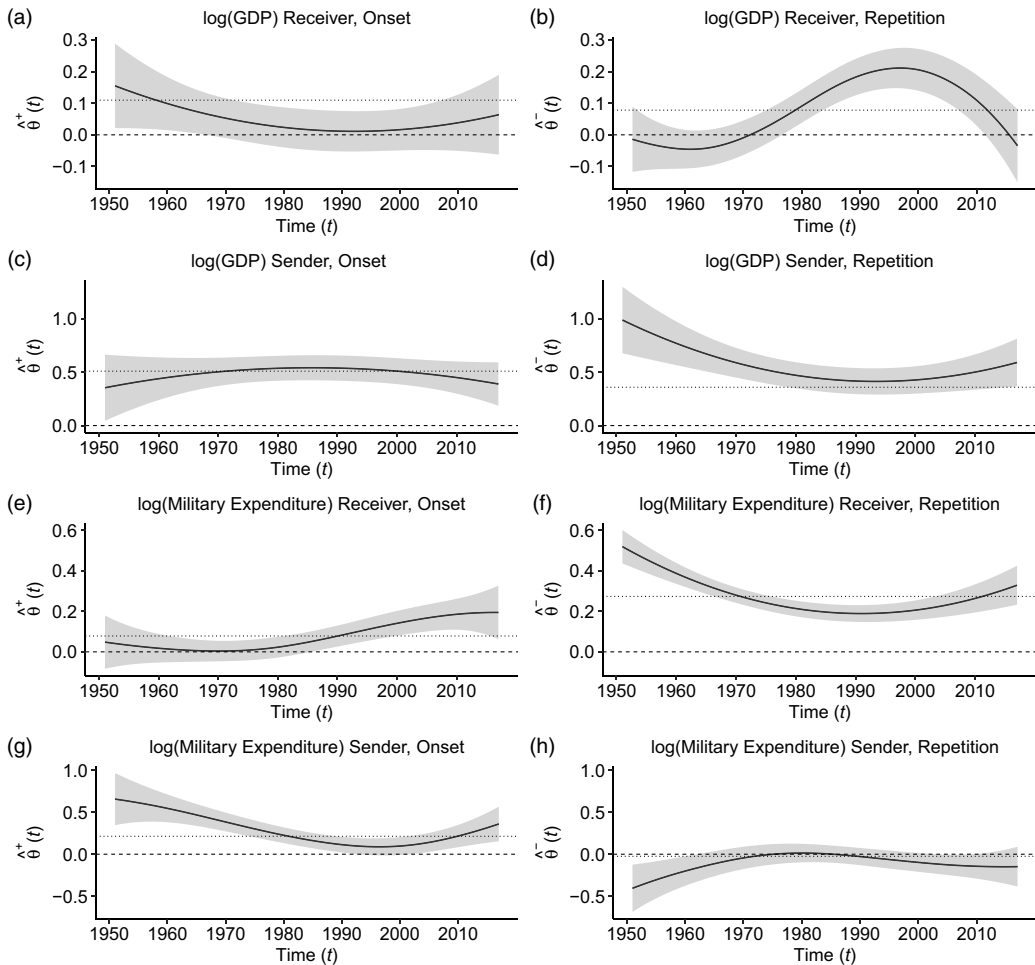 (a) log(GDP) Receiver, Onset
0.3
0.2
0.1
0.0
−0.1
θ̂⁺ (t)
1950 1960 1970 1980 1990 2000 2010
Time (t)
(b) log(GDP) Receiver, Repetition
0.3
0.2
0.1
0.0
−0.1
θ̂⁻ (t)
1950 1960 1970 1980 1990 2000 2010
Time (t)
(c) log(GDP) Sender, Onset
1.0
0.5
0.0
θ̂⁺ (t)
1950 1960 1970 1980 1990 2000 2010
Time (t)
(d) log(GDP) Sender, Repetition
1.0
0.5
0.0
θ̂⁻ (t)
1950 1960 1970 1980 1990 2000 2010
Time (t)
(e) log(Military Expenditure) Receiver, Onset
0.6
0.4
0.2
0.0
θ̂⁺ (t)
1950 1960 1970 1980 1990 2000 2010
Time (t)
(f) log(Military Expenditure) Receiver, Repetition
0.6
0.4
0.2
0.0
θ̂⁻ (t)
1950 1960 1970 1980 1990 2000 2010
Time (t)
(g) log(Military Expenditure) Sender, Onset
1.0
0.5
0.0
−0.5
θ̂⁺ (t)
1950 1960 1970 1980 1990 2000 2010
Time (t)
(h) log(Military Expenditure) Sender, Repetition
1.0
0.5
0.0
−0.5
θ̂⁻ (t)
1950 1960 1970 1980 1990 2000 2010
Time (t)